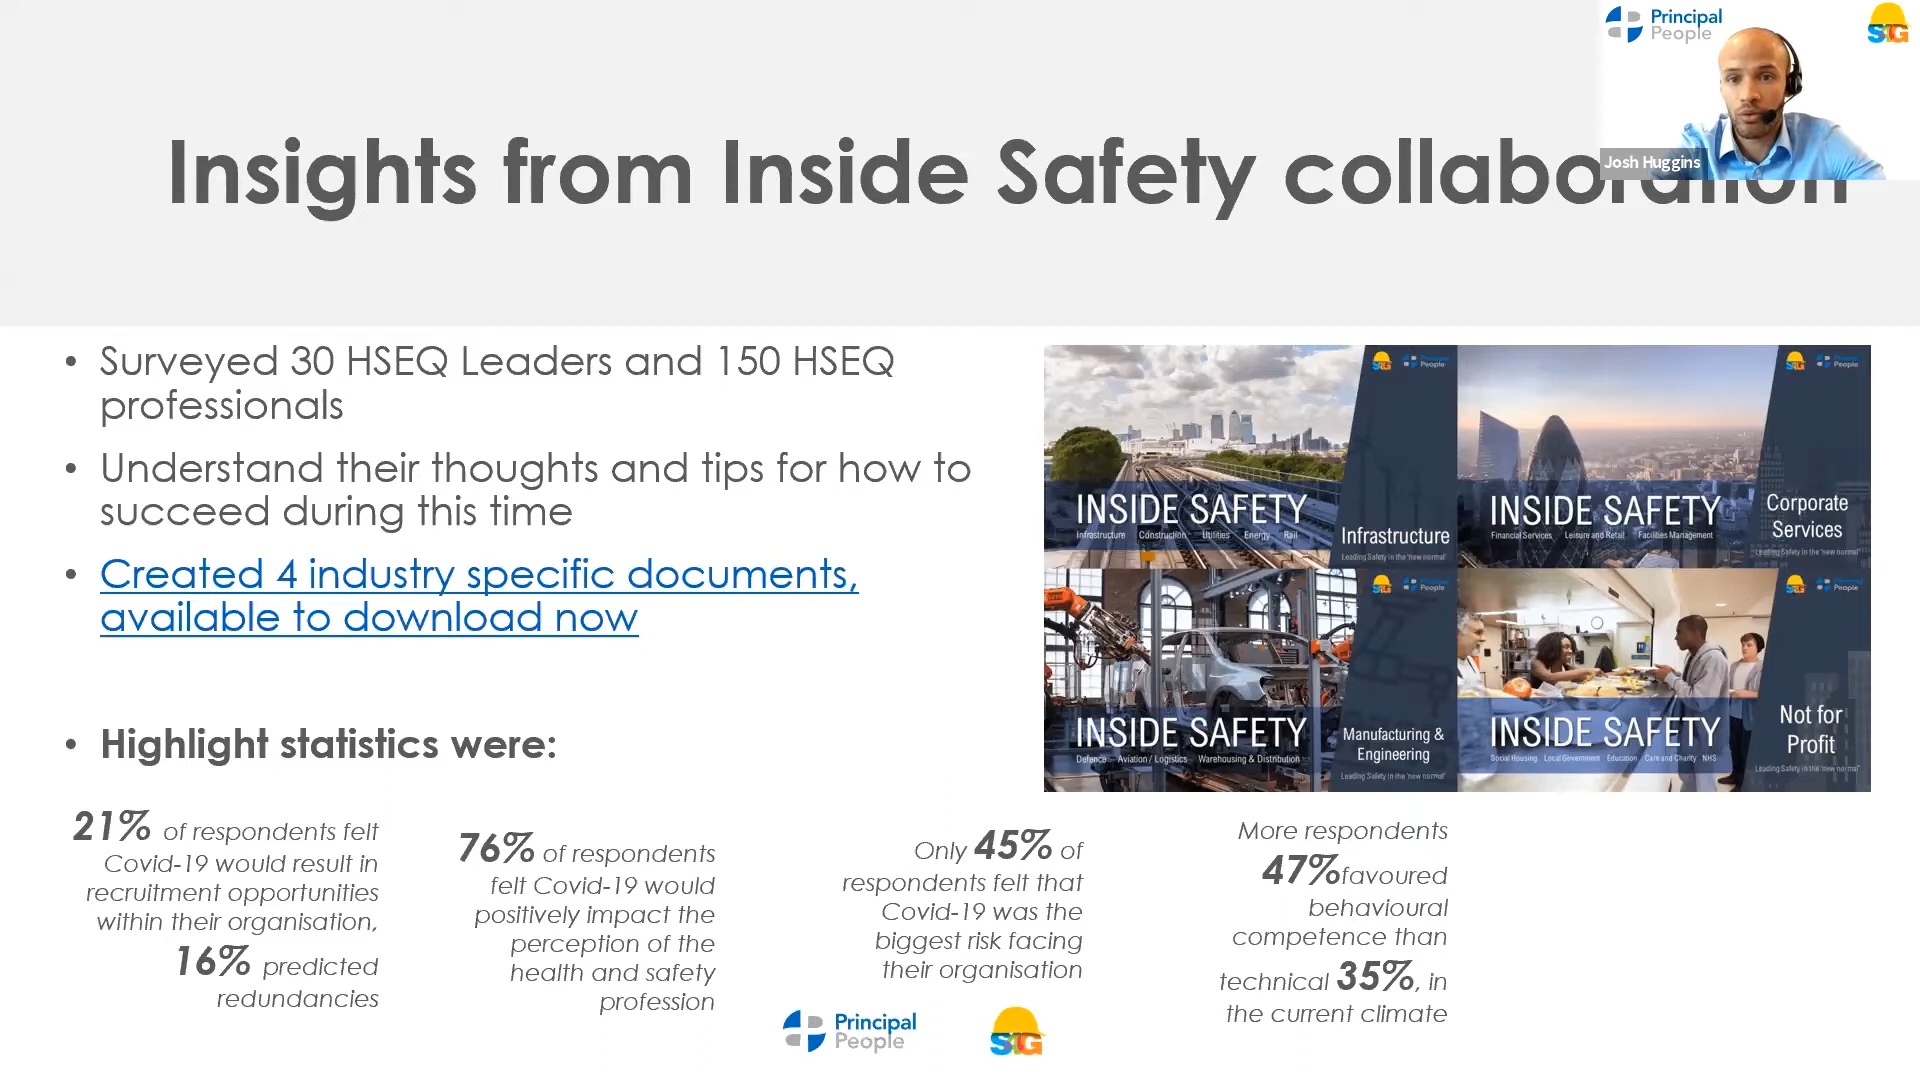 Principal
People
S1G
Josh Huggins
Insights from Inside Safety collaboration
• Surveyed 30 HSEQ Leaders and 150 HSEQ
professionals
• Understand their thoughts and tips for how to
succeed during this time
• Created 4 industry specific documents,
available to download now
• Highlight statistics were:
INSIDE SAFETY
Infrastructure Construction Utilities Energy Rail
Infrastructure
Leading Safety in the 'new normal'
INSIDE SAFETY
Financial Services Leisure and Retail Facilities Management
Corporate
Services
Leading Safety in the 'new normal'
INSIDE SAFETY
Defence Aviation / Logistics Warehousing & Distribution
Manufacturing &
Engineering
Leading Safety in the 'new normal'
INSIDE SAFETY
Social Housing Local Government Education Care and Charity NHS
Not for
Profit
Leading Safety in the 'new normal'
21% of respondents felt
Covid-19 would result in
recruitment opportunities
within their organisation,
16% predicted
redundancies
76% of respondents
felt Covid-19 would
positively impact the
perception of the
health and safety
profession
Only 45% of
respondents felt that
Covid-19 was the
biggest risk facing
their organisation
More respondents
47%favoured
behavioural
competence than
technical 35%, in
the current climate
Principal
People
S1G